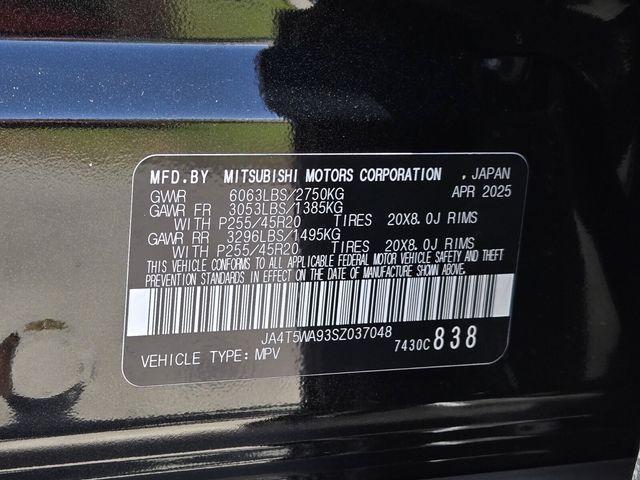 MFD.BY MITSUBISHI MOTORS CORPORATION , JAPAN
GVWR 6063LBS/2750KG APR 2025
GAWR FR 3053LBS/1385KG
WITH P255/45R20 TIRES 20X8.0J RIMS
GAWR RR 3296LBS/1495KG
WITH P255/45R20 TIRES 20X8.0J RIMS
THIS VEHICLE CONFORMS TO ALL APPLICABLE FEDERAL MOTOR VEHICLE SAFETY AND THEFT
PREVENTION STANDARDS IN EFFECT ON THE DATE OF MANUFACTURE SHOWN ABOVE.
JA4T5WA93SZ037048
VEHICLE TYPE: MPV 7430C 838